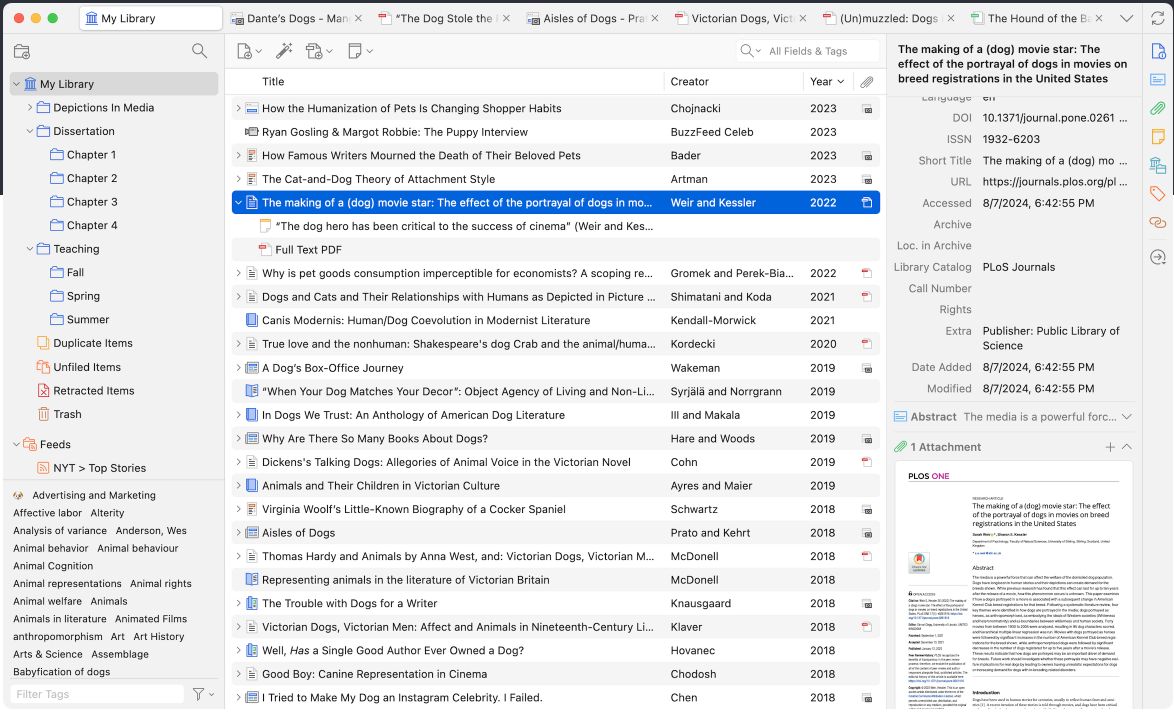 My Library
Dante's Dogs - Man
"The Dog Stole the
Aisles of Dogs - Pra
Victorian Dogs, Vict
(Un)muzzled: Dogs
The Hound of the Ba
My Library
Depictions In Media
Dissertation
Chapter 1
Chapter 2
Chapter 3
Chapter 4
Teaching
Fall
Spring
Summer
Duplicate Items
Unfiled Items
Retracted Items
Trash
Feeds
NYT > Top Stories
Advertising and Marketing
Affective labor Alterity
Analysis of variance Anderson, Wes
Animal behavior Animal behaviour
Animal Cognition
Animal representations Animal rights
Animal welfare Animals
Animals in literature Animated Films
anthropomorphism Art Art History
Arts & Science Assemblage
Babyfication of dogs
Filter Tags
All Fields & Tags
Title Creator Year
How the Humanization of Pets Is Changing Shopper Habits Chojnacki 2023
Ryan Gosling & Margot Robbie: The Puppy Interview BuzzFeed Celeb 2023
How Famous Writers Mourned the Death of Their Beloved Pets Bader 2023
The Cat-and-Dog Theory of Attachment Style Artman 2023
The making of a (dog) movie star: The effect of the portrayal of dogs in mo... Weir and Kessler 2022
"The dog hero has been critical to the success of cinema" (Weir and Kes...
Full Text PDF
Why is pet goods consumption imperceptible for economists? A scoping re... Gromek and Perek-Bia... 2022
Dogs and Cats and Their Relationships with Humans as Depicted in Picture ... Shimatani and Koda 2021
Canis Modernis: Human/Dog Coevolution in Modernist Literature Kendall-Morwick 2021
True love and the nonhuman: Shakespeare's dog Crab and the animal/huma... Kordecki 2020
A Dog's Box-Office Journey Wakeman 2019
"When Your Dog Matches Your Decor": Object Agency of Living and Non-Li... Syrjälä and Norrgrann 2019
In Dogs We Trust: An Anthology of American Dog Literature Ill and Makala 2019
Why Are There So Many Books About Dogs? Hare and Woods 2019
Dickens's Talking Dogs: Allegories of Animal Voice in the Victorian Novel Cohn 2019
Animals and Their Children in Victorian Culture Ayres and Maier 2019
Virginia Woolf's Little-Known Biography of a Cocker Spaniel Schwartz 2018
Aisles of Dogs Prato and Kehrt 2018
Thomas Hardy and Animals by Anna West, and: Victorian Dogs, Victorian M... McDonell 2018
Representing animals in the literature of Victorian Britain McDonell 2018
The Trouble with Dogs for a Writer Knausgaard 2018
Victorian Dogs, Victorian Men: Affect and Animals in Nineteenth-Century Li... Klaver 2018
Well, Has a Single Good Author Ever Owned a Dog? Hovanec 2018
Good Boy: Canine Representation in Cinema Chodosh 2018
I Tried to Make My Dog an Instagram Celebrity. I Failed. Chen 2018
The making of a (dog) movie star: The
effect of the portrayal of dogs in movies on
breed registrations in the United States
Language en
DOI 10.1371/journal.pone.0261 ...
ISSN 1932-6203
Short Title The making of a (dog) mo ...
URL https://journals.plos.org/pl ...
Accessed 8/7/2024, 6:42:55 PM
Archive
Loc. in Archive
Library Catalog PLoS Journals
Call Number
Rights
Extra Publisher: Public Library of
Science
Date Added 8/7/2024, 6:42:55 PM
Modified 8/7/2024, 6:42:55 PM
Abstract The media is a powerful forc...
1 Attachment
PLOS ONE
RESEARCH ARTICLE
The making of a (dog) movie star: The effect
of the portrayal of dogs in movies on breed
registrations in the United States
Abstract
OPEN ACCESS
Introduction